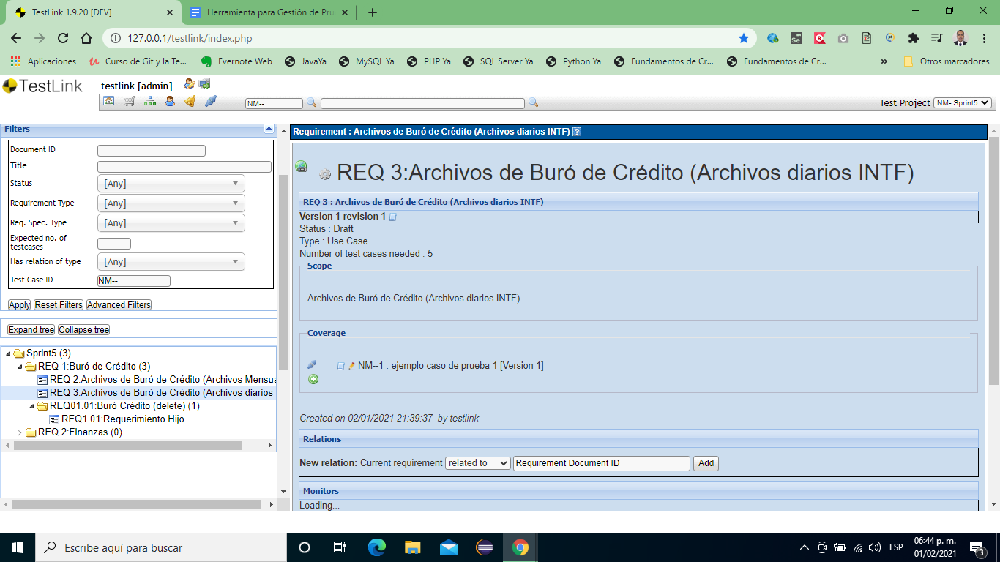 TestLink 1.9.20 [DEV]
Herramienta para Gestión de Pru
127.0.0.1/testlink/index.php
Aplicaciones
Curso de Git y la Te...
Evernote Web
JavaYa
MySQL Ya
PHP Ya
SQL Server Ya
Python Ya
Fundamentos de Cr...
Fundamentos de Cr...
»
Otros marcadores
TestLink
testlink [admin]
NM--
Test Project
NM-:Sprint5
Filters
Document ID
Title
Status
[Any]
Requirement Type
[Any]
Req. Spec. Type
[Any]
Expected no. of
testcases
Has relation of type
[Any]
Test Case ID
NM--
Apply
Reset Filters
Advanced Filters
Expand tree
Collapse tree
Sprint5 (3)
REQ 1:Buró de Crédito (3)
REQ 2:Archivos de Buró de Crédito (Archivos Mensua
REQ 3:Archivos de Buró de Crédito (Archivos diarios
REQ01.01:Buró Crédito (delete) (1)
REQ1.01:Requerimiento Hijo
REQ 2:Finanzas (0)
Requirement : Archivos de Buró de Crédito (Archivos diarios INTF) ?
REQ 3:Archivos de Buró de Crédito (Archivos diarios INTF)
REQ 3 : Archivos de Buró de Crédito (Archivos diarios INTF)
Version 1 revision 1
Status : Draft
Type : Use Case
Number of test cases needed : 5
Scope
Archivos de Buró de Crédito (Archivos diarios INTF)
Coverage
NM--1 : ejemplo caso de prueba 1 [Version 1]
Created on 02/01/2021 21:39:37 by testlink
Relations
New relation: Current requirement related to Requirement Document ID Add
Monitors
Loading...
Escribe aquí para buscar
ESP
06:44 p. m.
01/02/2021
3